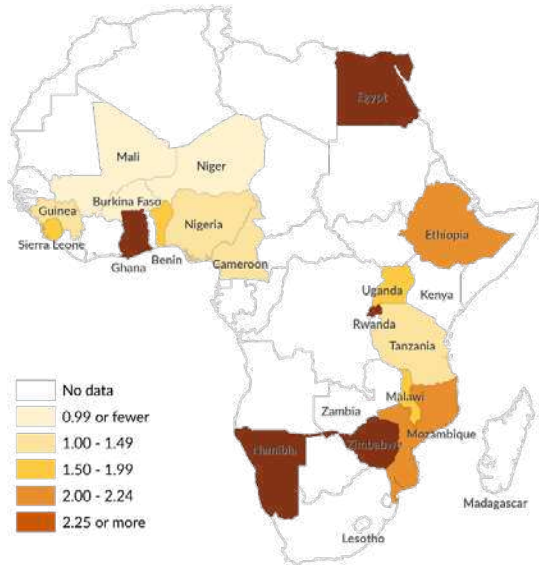 Egypt
Mali
Niger
Burkina Faso
Guinea
Nigeria
Ethiopia
Sierra Leone
Benin
Ghana
Cameroon
Uganda
Kenya
Rwanda
Tanzania
No data
Malawi
0.99 or fewer
Zambia
1.00 - 1.49
Mozambique
Namibia
Zimbabwe
1.50 - 1.99
2.00 - 2.24
Madagascar
2.25 or more
Lesotho